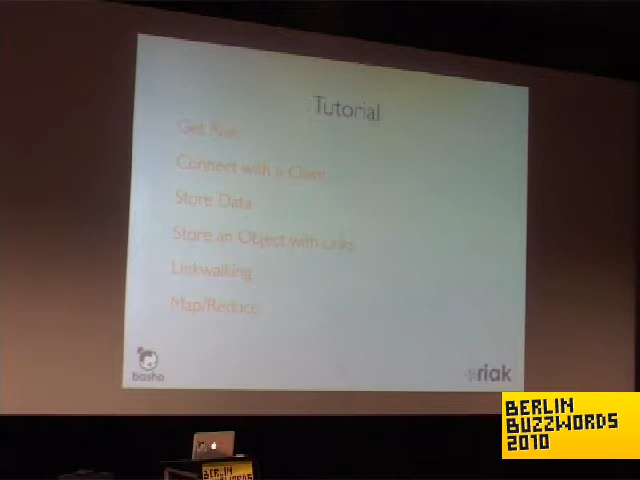 Tutorial
Get Riak
Connect with a Client
Store Data
Store an Object with Links
Linkwalking
Map/Reduce
basho
riak
BERLIN
BUZZWORDS
2010
BERLIN